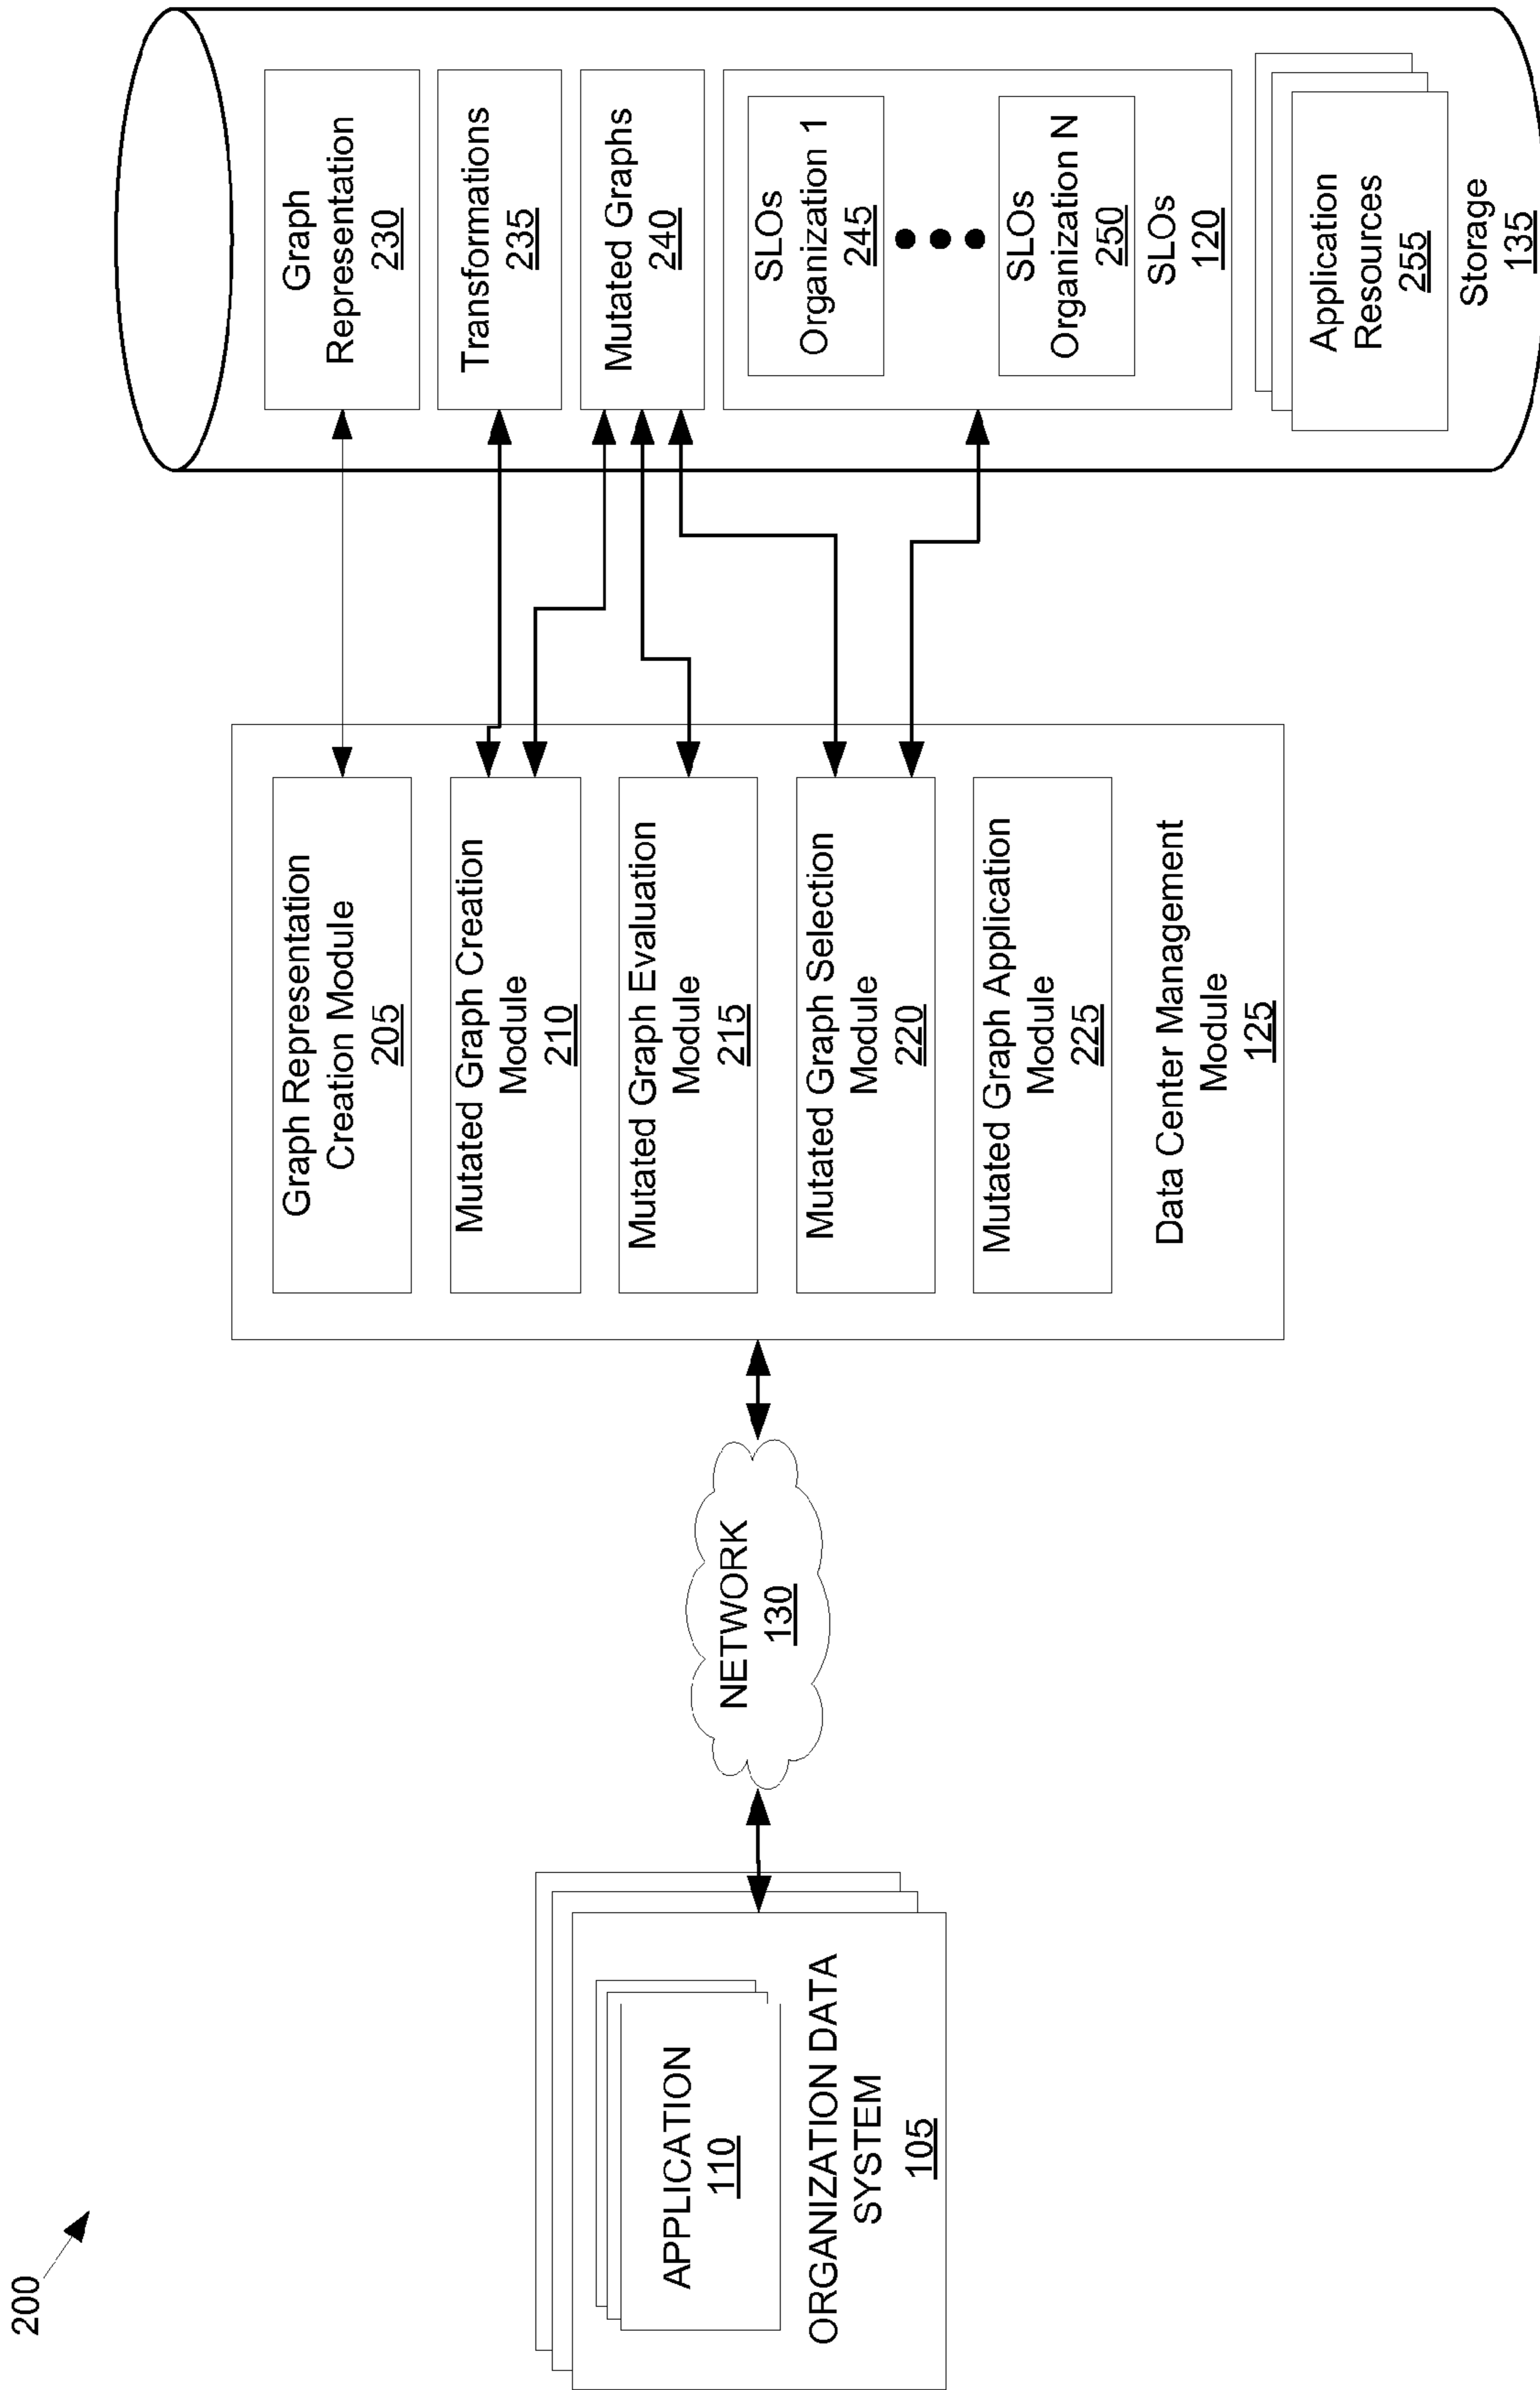 200
APPLICATION
110
ORGANIZATION DATA
SYSTEM
105
NETWORK
130
Graph Representation
Creation Module
205
Mutated Graph Creation
Module
210
Mutated Graph Evaluation
Module
215
Mutated Graph Selection
Module
220
Mutated Graph Application
Module
225
Data Center Management
Module
125
Graph
Representation
230
Transformations
235
Mutated Graphs
240
SLOs
Organization 1
245
SLOs
Organization N
250
SLOs
120
Application
Resources
255
Storage
135